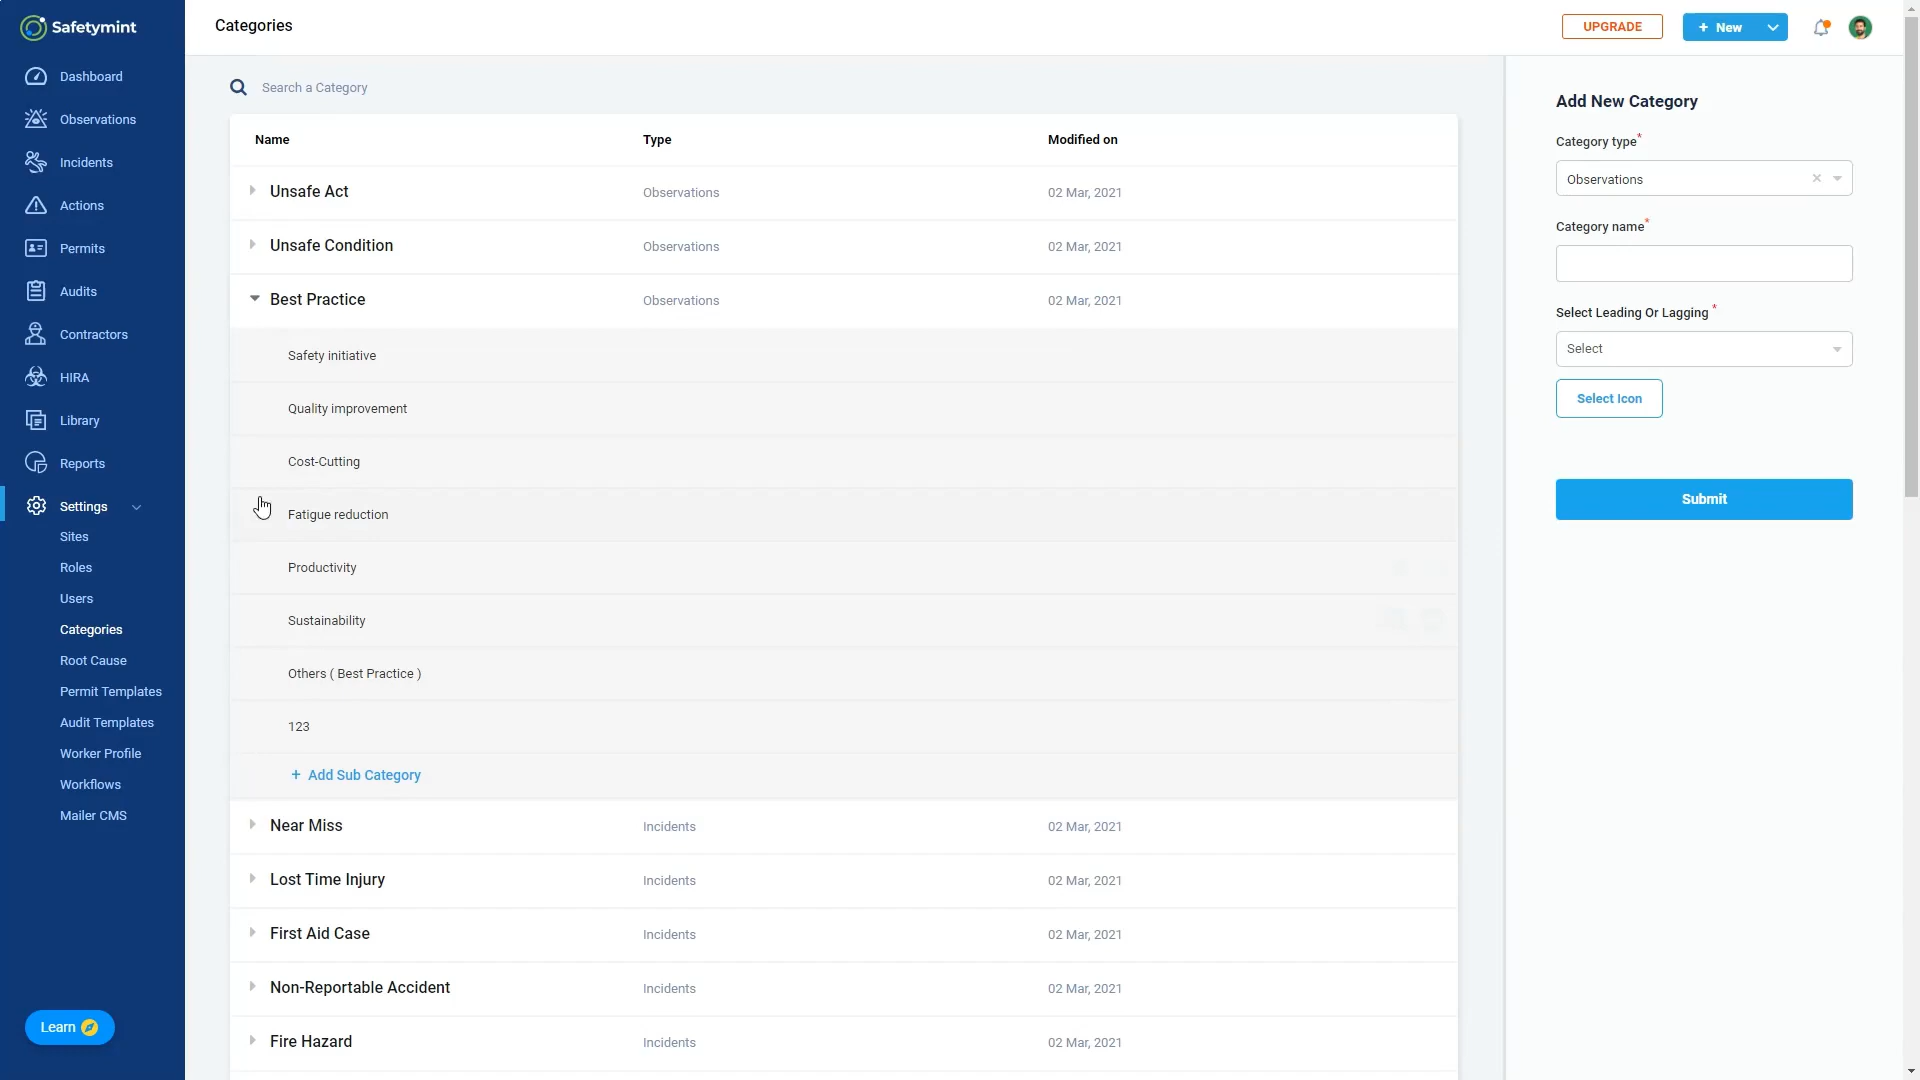 Safetymint
Categories
UPGRADE
+ New
Dashboard
Observations
Incidents
Actions
Permits
Audits
Contractors
HIRA
Library
Reports
Settings
Sites
Roles
Users
Categories
Root Cause
Permit Templates
Audit Templates
Worker Profile
Workflows
Mailer CMS
Learn
Search a Category
Name Type Modified on
Unsafe Act Observations 02 Mar, 2021
Unsafe Condition Observations 02 Mar, 2021
Best Practice Observations 02 Mar, 2021
Safety initiative
Quality improvement
Cost-Cutting
Fatigue reduction
Productivity
Sustainability
Others ( Best Practice )
123
+ Add Sub Category
Near Miss Incidents 02 Mar, 2021
Lost Time Injury Incidents 02 Mar, 2021
First Aid Case Incidents 02 Mar, 2021
Non-Reportable Accident Incidents 02 Mar, 2021
Fire Hazard Incidents 02 Mar, 2021
Add New Category
Category type*
Observations ×
Category name*
Select Leading Or Lagging *
Select
Select Icon
Submit